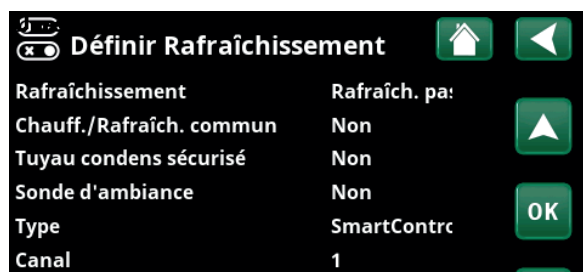 Définir Rafraîchissement
Rafraîchissement Rafraîch. pas
Chauff./Rafraîch. commun Non
Tuyau condens sécurisé Non
Sonde d'ambiance Non
Type SmartContro
OK
Canal 1